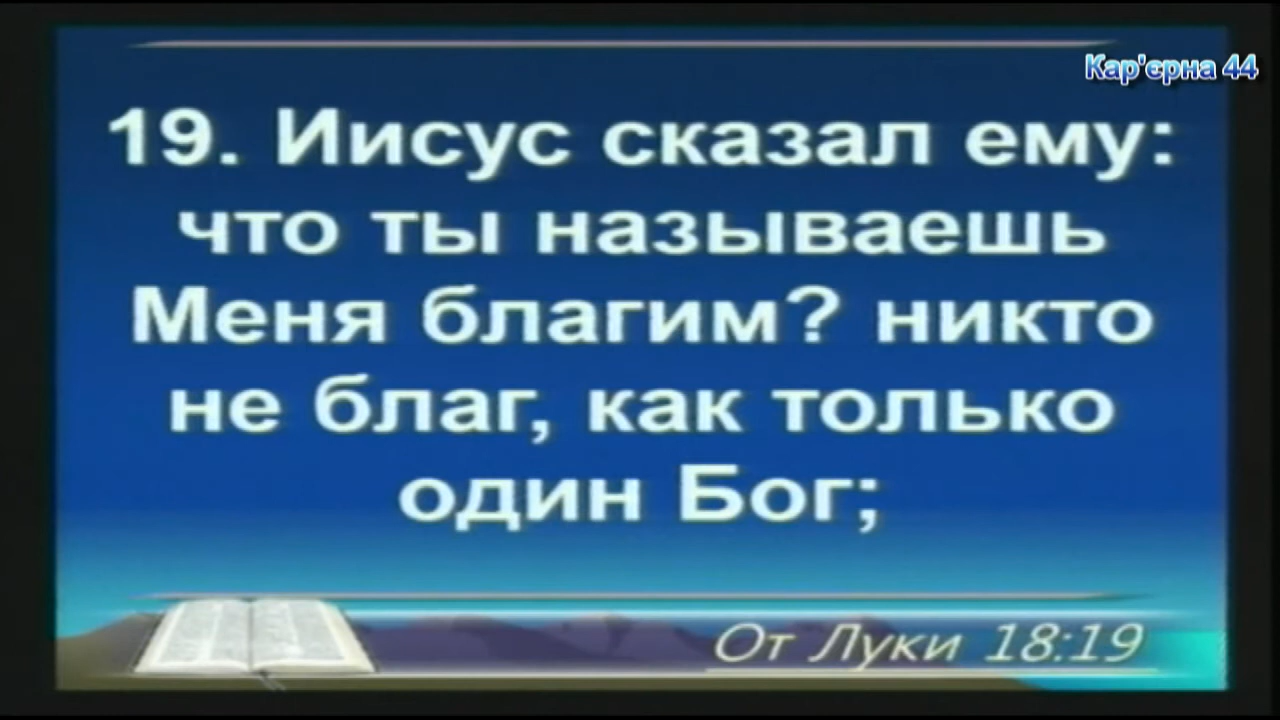 Кар'єрна 44
19. Иисус сказал ему:
что ты называешь
Меня благим? никто
не благ, как только
один Бог;
От Луки 18:19